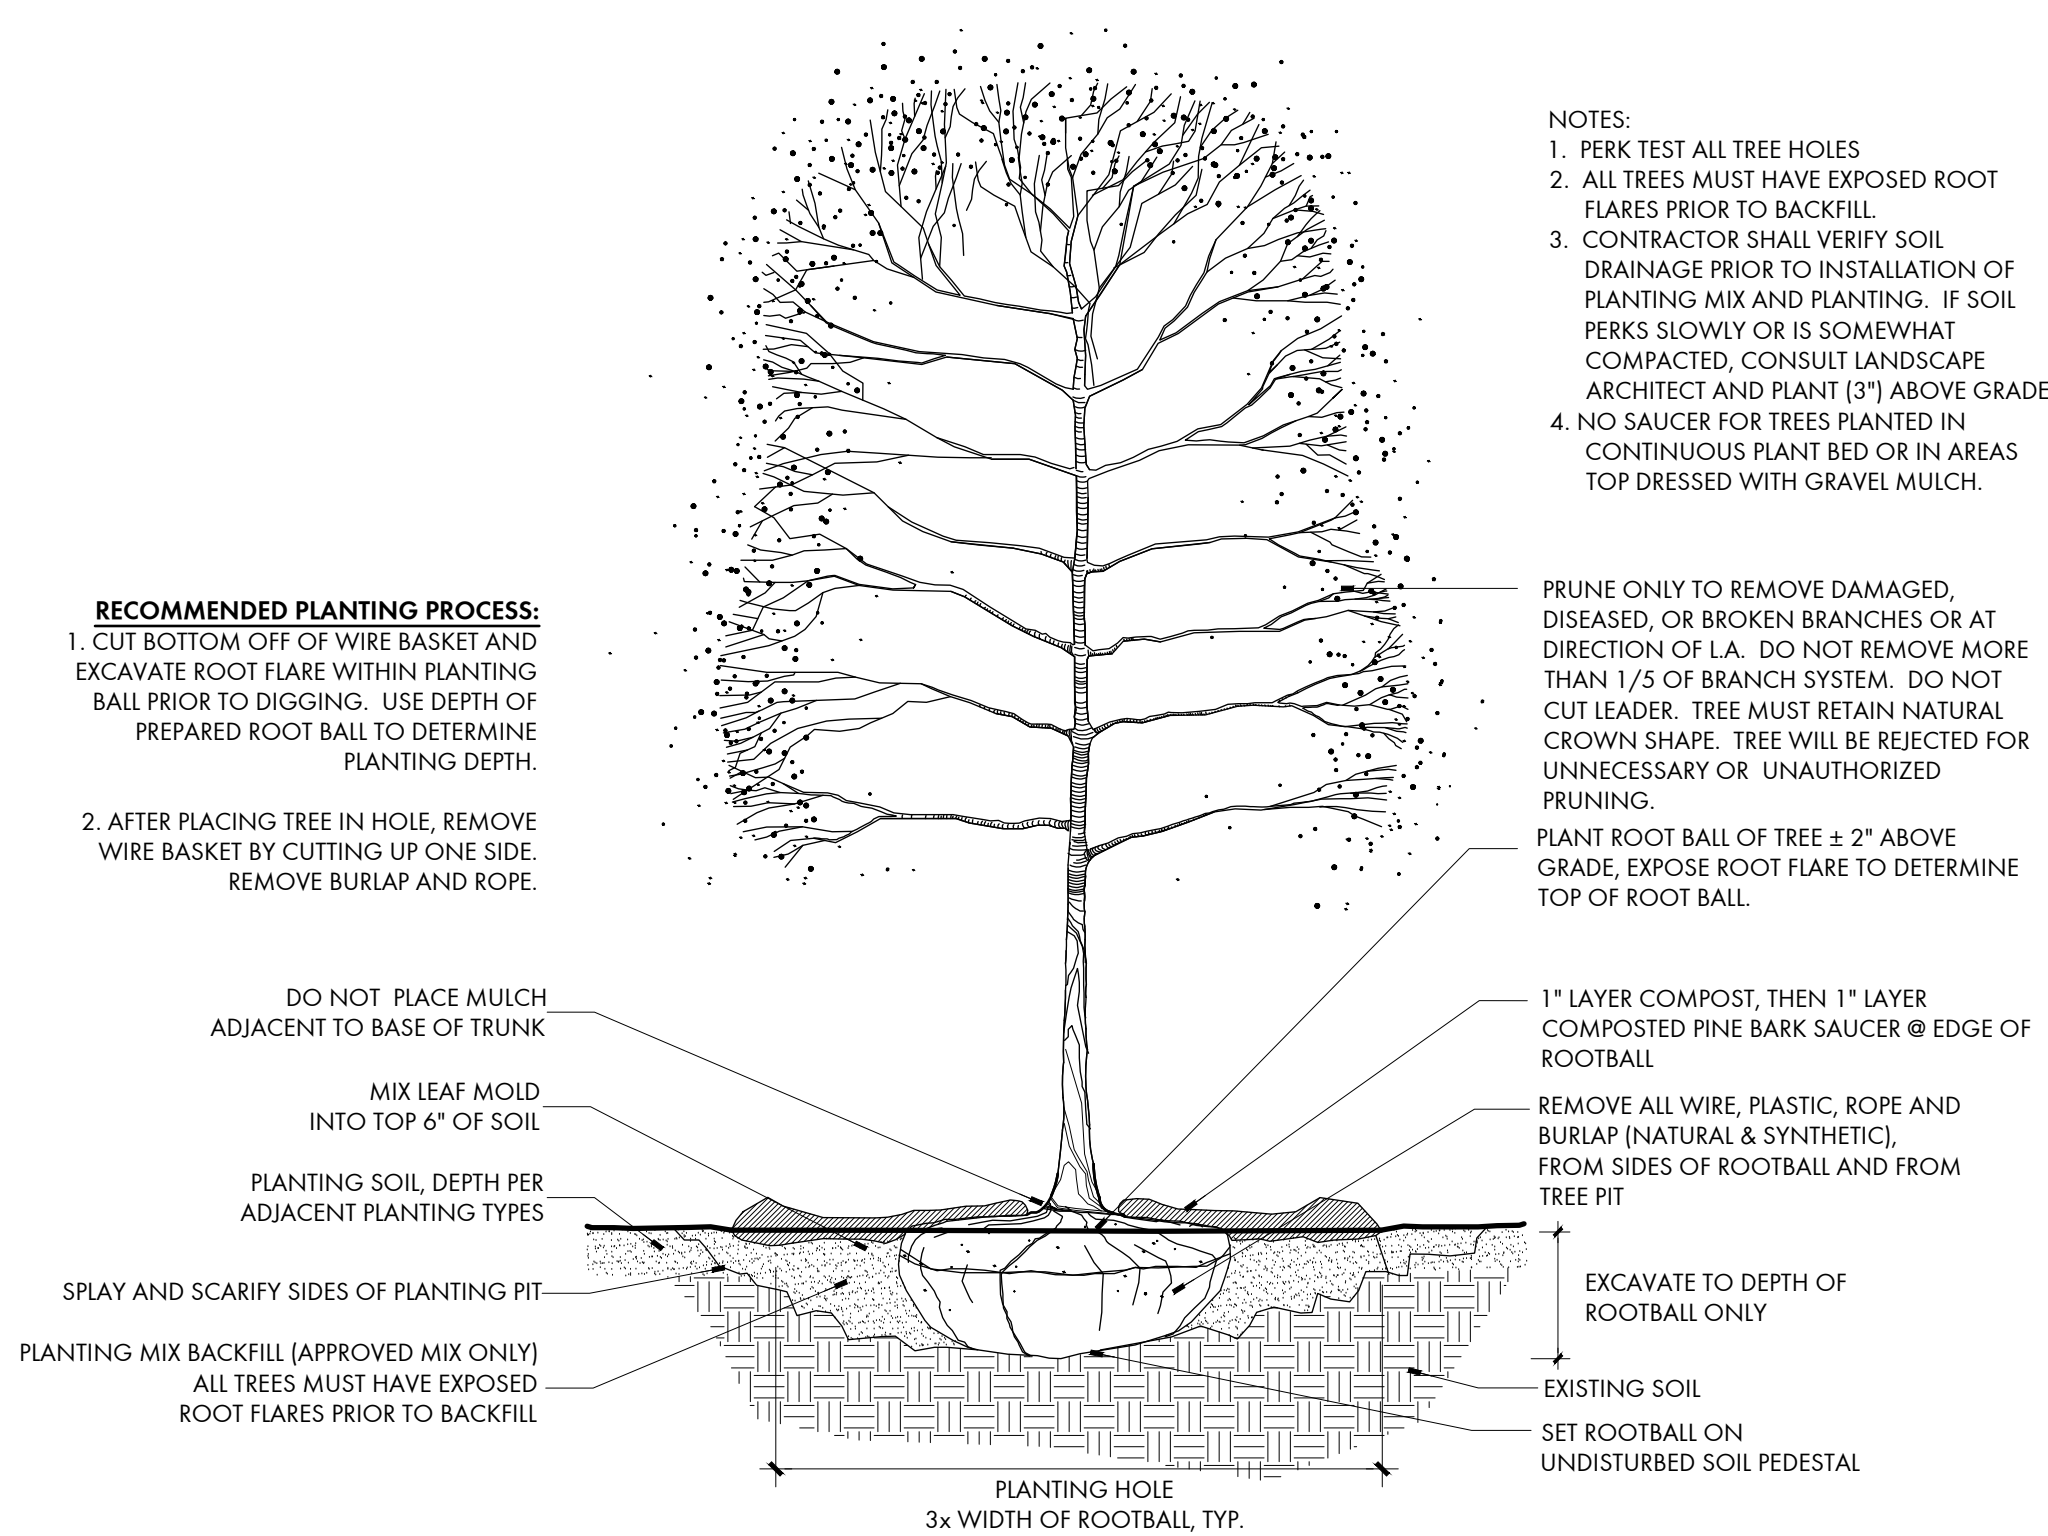 NOTES:
1. PERK TEST ALL TREE HOLES
2. ALL TREES MUST HAVE EXPOSED ROOT
FLARES PRIOR TO BACKFILL.
3. CONTRACTOR SHALL VERIFY SOIL
DRAINAGE PRIOR TO INSTALLATION OF
PLANTING MIX AND PLANTING. IF SOIL
PERKS SLOWLY OR IS SOMEWHAT
COMPACTED, CONSULT LANDSCAPE
ARCHITECT AND PLANT (3") ABOVE GRADE
4. NO SAUCER FOR TREES PLANTED IN
CONTINUOUS PLANT BED OR IN AREAS
TOP DRESSED WITH GRAVEL MULCH.
RECOMMENDED PLANTING PROCESS:
1. CUT BOTTOM OFF OF WIRE BASKET AND
EXCAVATE ROOT FLARE WITHIN PLANTING
BALL PRIOR TO DIGGING. USE DEPTH OF
PREPARED ROOT BALL TO DETERMINE
PLANTING DEPTH.
2. AFTER PLACING TREE IN HOLE, REMOVE
WIRE BASKET BY CUTTING UP ONE SIDE.
REMOVE BURLAP AND ROPE.
DO NOT PLACE MULCH
ADJACENT TO BASE OF TRUNK
MIX LEAF MOLD
INTO TOP 6" OF SOIL
PLANTING SOIL, DEPTH PER
ADJACENT PLANTING TYPES
SPLAY AND SCARIFY SIDES OF PLANTING PIT
PLANTING MIX BACKFILL (APPROVED MIX ONLY)
ALL TREES MUST HAVE EXPOSED
ROOT FLARES PRIOR TO BACKFILL
PRUNE ONLY TO REMOVE DAMAGED,
DISEASED, OR BROKEN BRANCHES OR AT
DIRECTION OF L.A. DO NOT REMOVE MORE
THAN 1/5 OF BRANCH SYSTEM. DO NOT
CUT LEADER. TREE MUST RETAIN NATURAL
CROWN SHAPE. TREE WILL BE REJECTED FOR
UNNECESSARY OR UNAUTHORIZED
PRUNING.
PLANT ROOT BALL OF TREE ± 2" ABOVE
GRADE, EXPOSE ROOT FLARE TO DETERMINE
TOP OF ROOT BALL.
1" LAYER COMPOST, THEN 1" LAYER
COMPOSTED PINE BARK SAUCER @ EDGE OF
ROOTBALL
REMOVE ALL WIRE, PLASTIC, ROPE AND
BURLAP (NATURAL & SYNTHETIC),
FROM SIDES OF ROOTBALL AND FROM
TREE PIT
EXCAVATE TO DEPTH OF
ROOTBALL ONLY
EXISTING SOIL
SET ROOTBALL ON
UNDISTURBED SOIL PEDESTAL
PLANTING HOLE
3x WIDTH OF ROOTBALL, TYP.